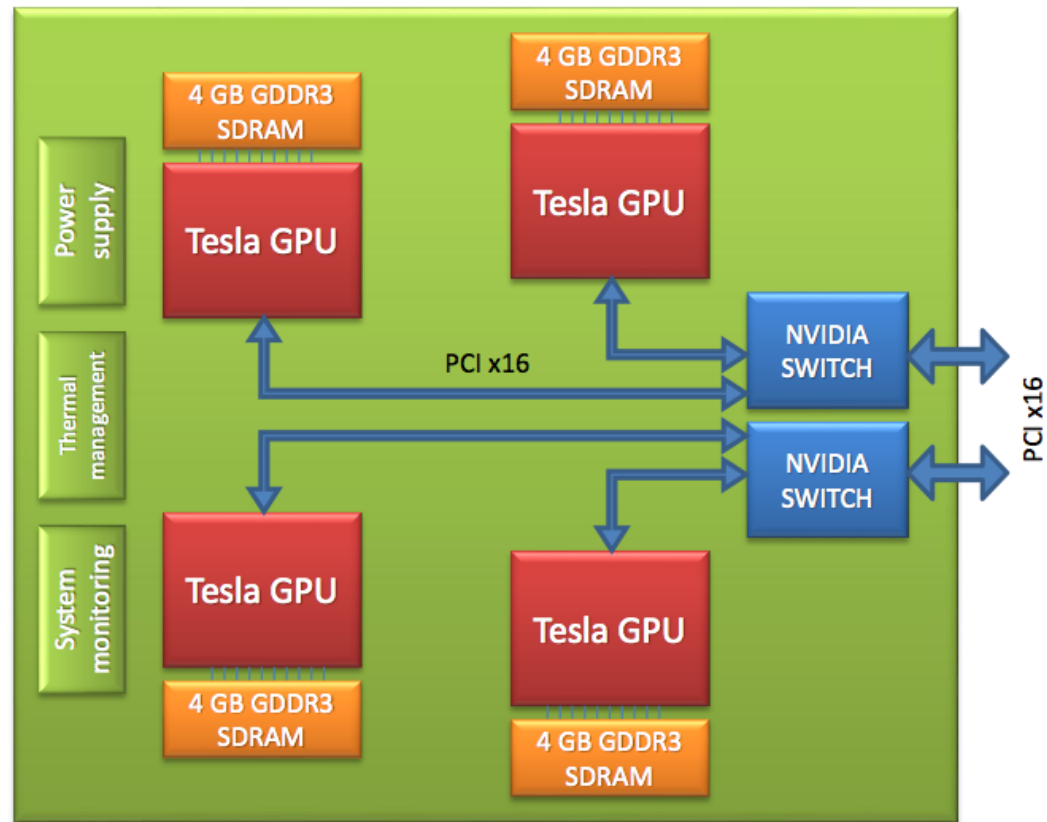 4 GB GDDR3
SDRAM
4 GB GDDR3
SDRAM
Power
supply
Tesla GPU
Tesla GPU
Thermal
management
PCI x16
NVIDIA
SWITCH
PCI x16
NVIDIA
SWITCH
System
monitoring
Tesla GPU
Tesla GPU
4 GB GDDR3
SDRAM
4 GB GDDR3
SDRAM